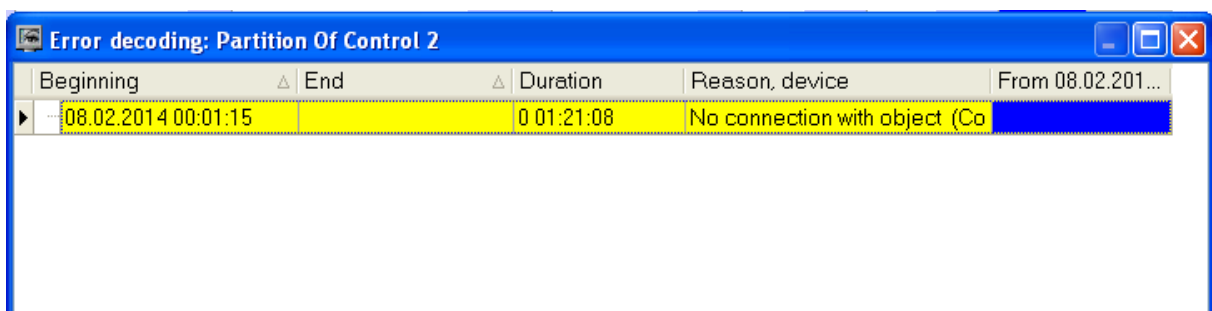 Error decoding: Partition Of Control 2
Beginning End Duration Reason, device From 08.02.201...
08.02.2014 00:01:15 0 01:21:08 No connection with object (Co